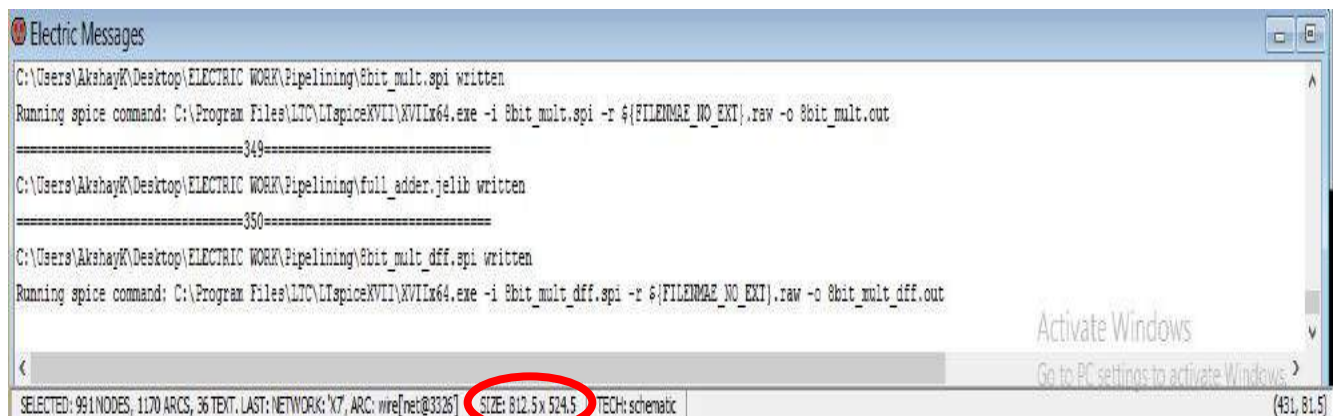 Electric Messages
C:\Users\AkshayK\Desktop\ELECTRIC WORK\Pipelining\8bit_mult.spi written
Running spice command: C:\Program Files\LTC\LTspiceXVII\XVIIx64.exe -i 8bit_mult.spi -r ${FILENMAE_NO_EXT}.raw -o 8bit_mult.out
================================349================================
C:\Users\AkshayK\Desktop\ELECTRIC WORK\Pipelining\full_adder.jelib written
================================350================================
C:\Users\AkshayK\Desktop\ELECTRIC WORK\Pipelining\8bit_mult_dff.spi written
Running spice command: C:\Program Files\LTC\LTspiceXVII\XVIIx64.exe -i 8bit_mult_dff.spi -r ${FILENMAE_NO_EXT}.raw -o 8bit_mult_dff.out
Activate Windows
Go to PC settings to activate Windows.
SELECTED: 991 NODES, 1170 ARCS, 36 TEXT. LAST: NETWORK: 'X7', ARC: wire[net@3326] SIZE: 812.5 x 524.5 TECH: schematic (431, 81.5)